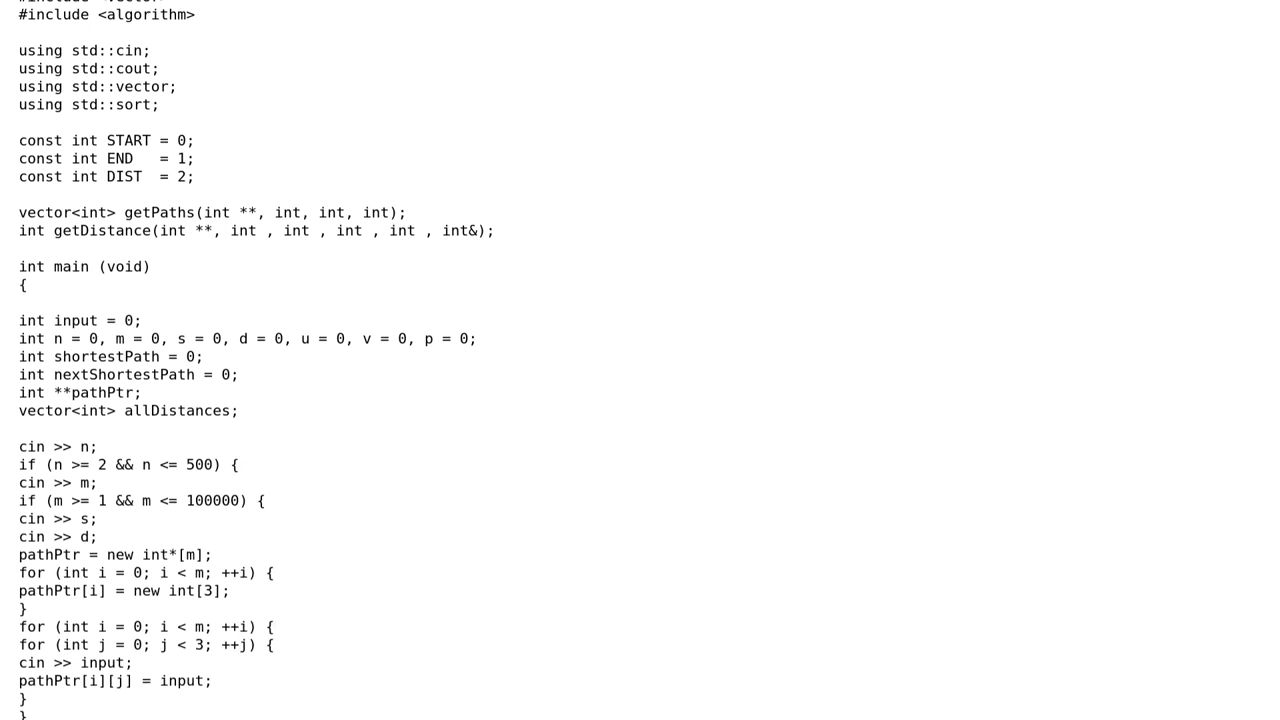 #include <algorithm>

using std::cin;
using std::cout;
using std::vector;
using std::sort;

const int START = 0;
const int END   = 1;
const int DIST  = 2;

vector<int> getPaths(int **, int, int, int);
int getDistance(int **, int , int , int , int , int&);

int main (void)
{

int input = 0;
int n = 0, m = 0, s = 0, d = 0, u = 0, v = 0, p = 0;
int shortestPath = 0;
int nextShortestPath = 0;
int **pathPtr;
vector<int> allDistances;

cin >> n;
if (n >= 2 && n <= 500) {
cin >> m;
if (m >= 1 && m <= 100000) {
cin >> s;
cin >> d;
pathPtr = new int*[m];
for (int i = 0; i < m; ++i) {
pathPtr[i] = new int[3];
}
for (int i = 0; i < m; ++i) {
for (int j = 0; j < 3; ++j) {
cin >> input;
pathPtr[i][j] = input;
}
}